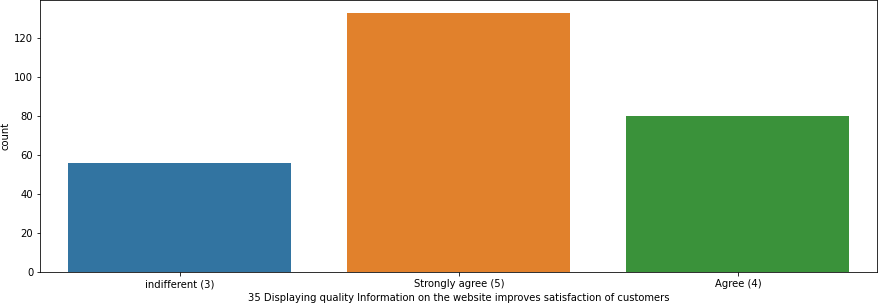 120
100
80
60
40
20
0
count
indifferent (3) Strongly agree (5) Agree (4)
35 Displaying quality Information on the website improves satisfaction of customers